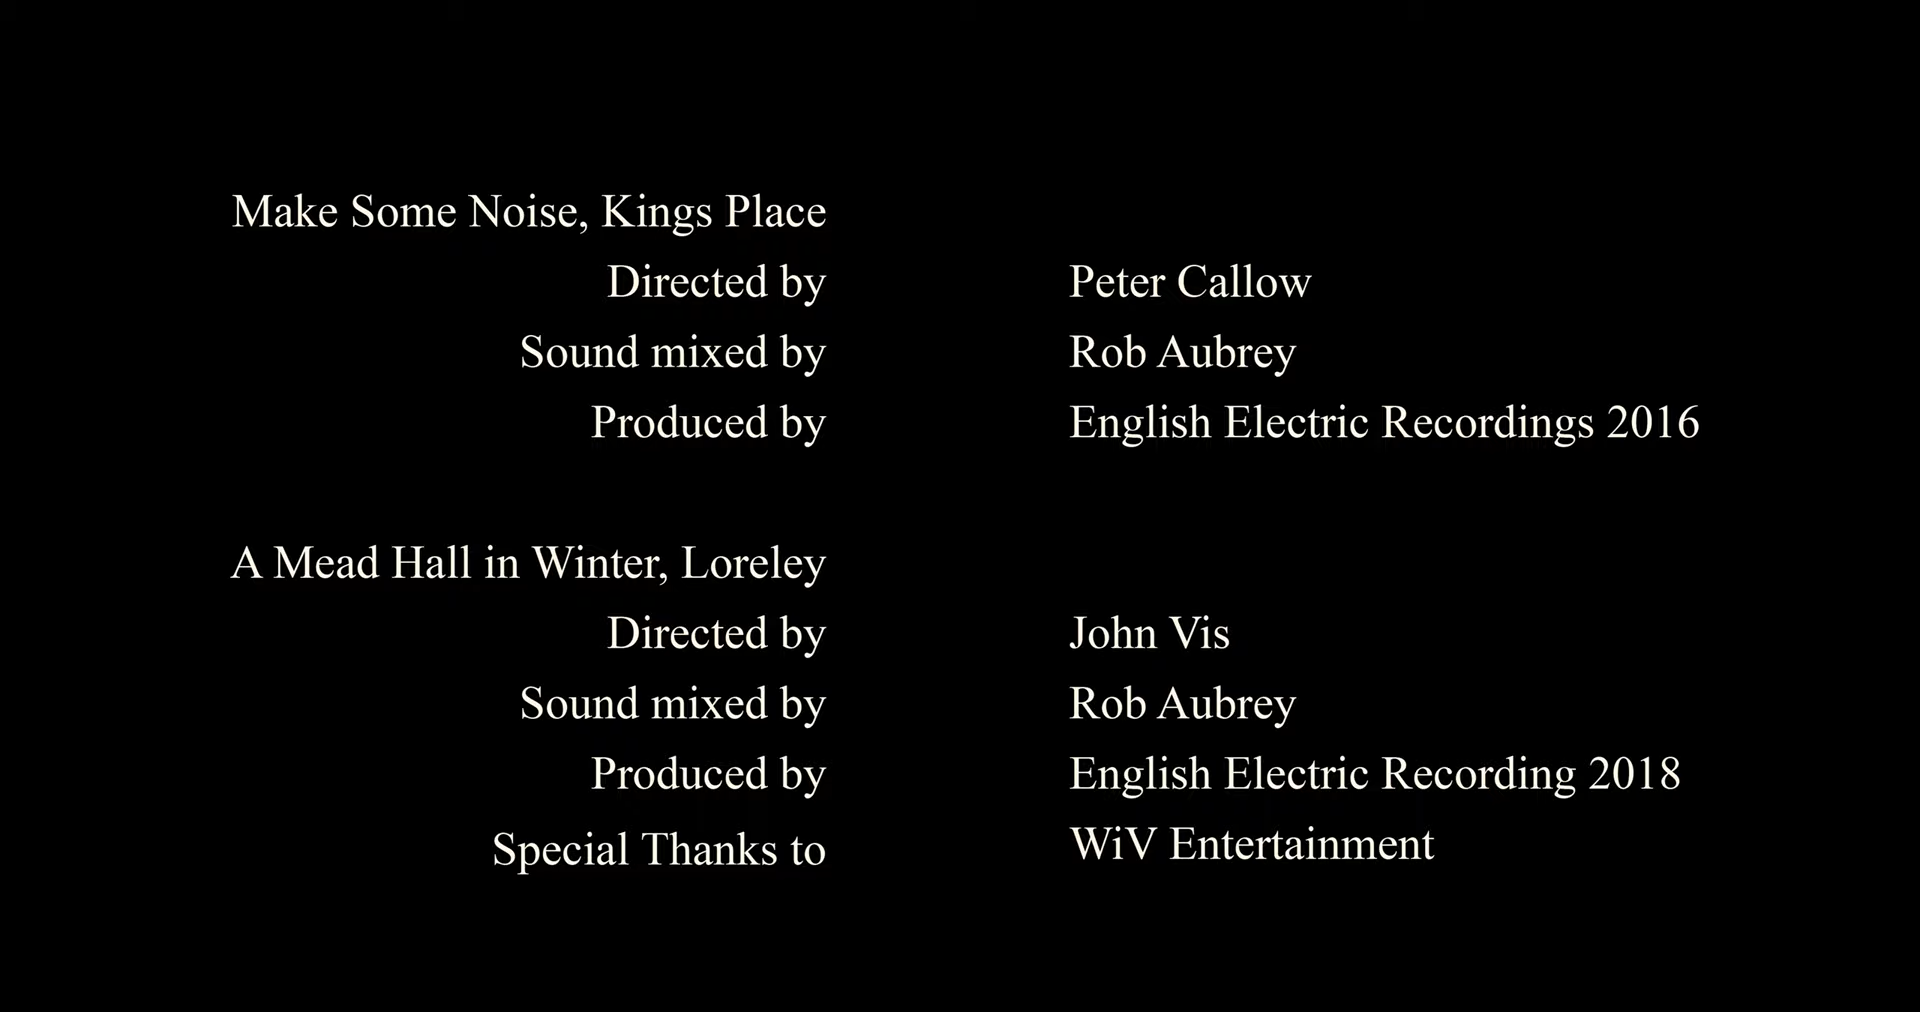 Make Some Noise, Kings Place
Directed by Peter Callow
Sound mixed by Rob Aubrey
Produced by English Electric Recordings 2016
A Mead Hall in Winter, Loreley
Directed by John Vis
Sound mixed by Rob Aubrey
Produced by English Electric Recording 2018
Special Thanks to WiV Entertainment